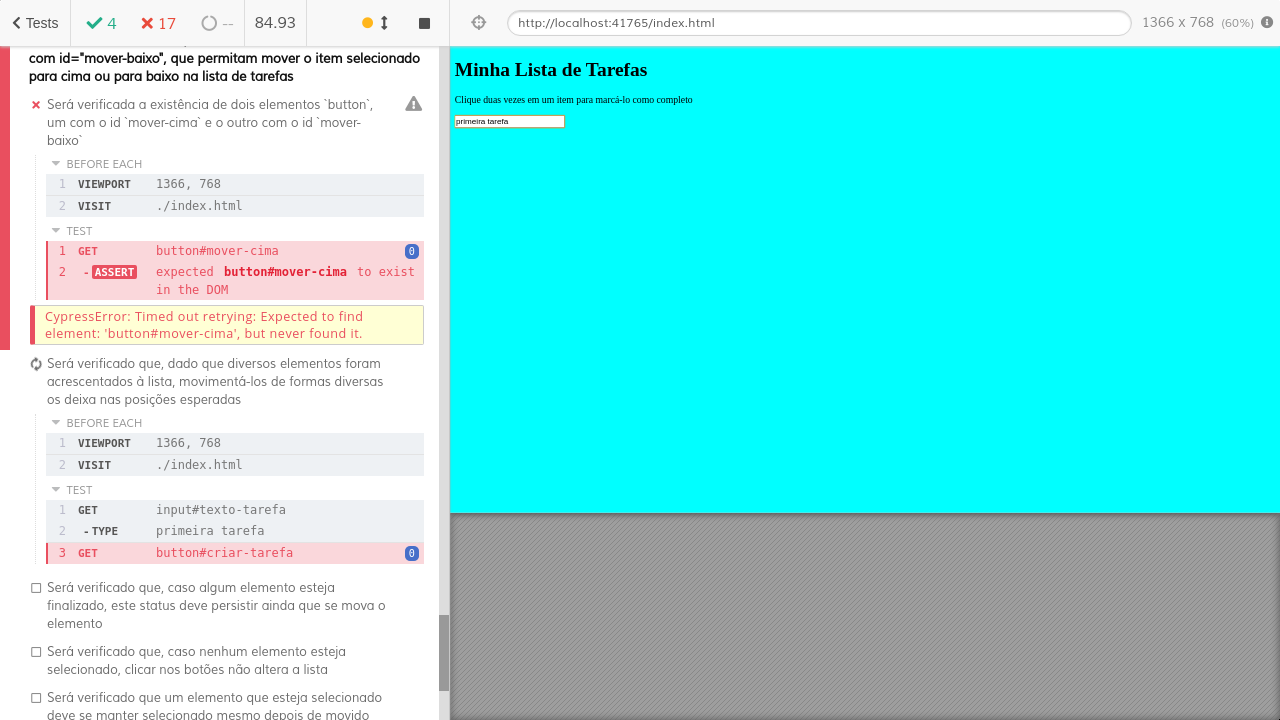 Tests
4
17
--
84.93
http://localhost:41765/index.html
1366 x 768 (60%)
com id="mover-baixo", que permitam mover o item selecionado
para cima ou para baixo na lista de tarefas
Será verificada a existência de dois elementos `button`,
um com o id `mover-cima` e o outro com o id `mover-
baixo`
BEFORE EACH
1 VIEWPORT 1366, 768
2 VISIT ./index.html
TEST
1 GET button#mover-cima 0
2 -ASSERT expected button#mover-cima to exist
in the DOM
CypressError: Timed out retrying: Expected to find
element: 'button#mover-cima', but never found it.
Será verificado que, dado que diversos elementos foram
acrescentados à lista, movimentá-los de formas diversas
os deixa nas posições esperadas
BEFORE EACH
1 VIEWPORT 1366, 768
2 VISIT ./index.html
TEST
1 GET input#texto-tarefa
2 -TYPE primeira tarefa
3 GET button#criar-tarefa 0
Será verificado que, caso algum elemento esteja
finalizado, este status deve persistir ainda que se mova o
elemento
Será verificado que, caso nenhum elemento esteja
selecionado, clicar nos botões não altera a lista
Será verificado que um elemento que esteja selecionado
deve se manter selecionado mesmo depois de movido
Minha Lista de Tarefas
Clique duas vezes em um item para marcá-lo como completo
primeira tarefa